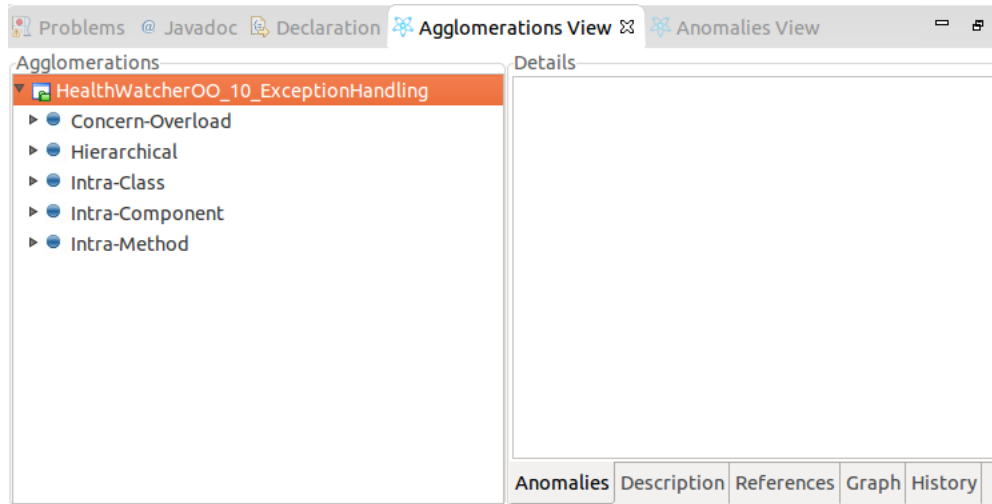 Problems @ Javadoc Declaration Agglomerations View Anomalies View
Agglomerations
HealthWatcherOO_10_ExceptionHandling
Concern-Overload
Hierarchical
Intra-Class
Intra-Component
Intra-Method
Details
Anomalies Description References Graph History